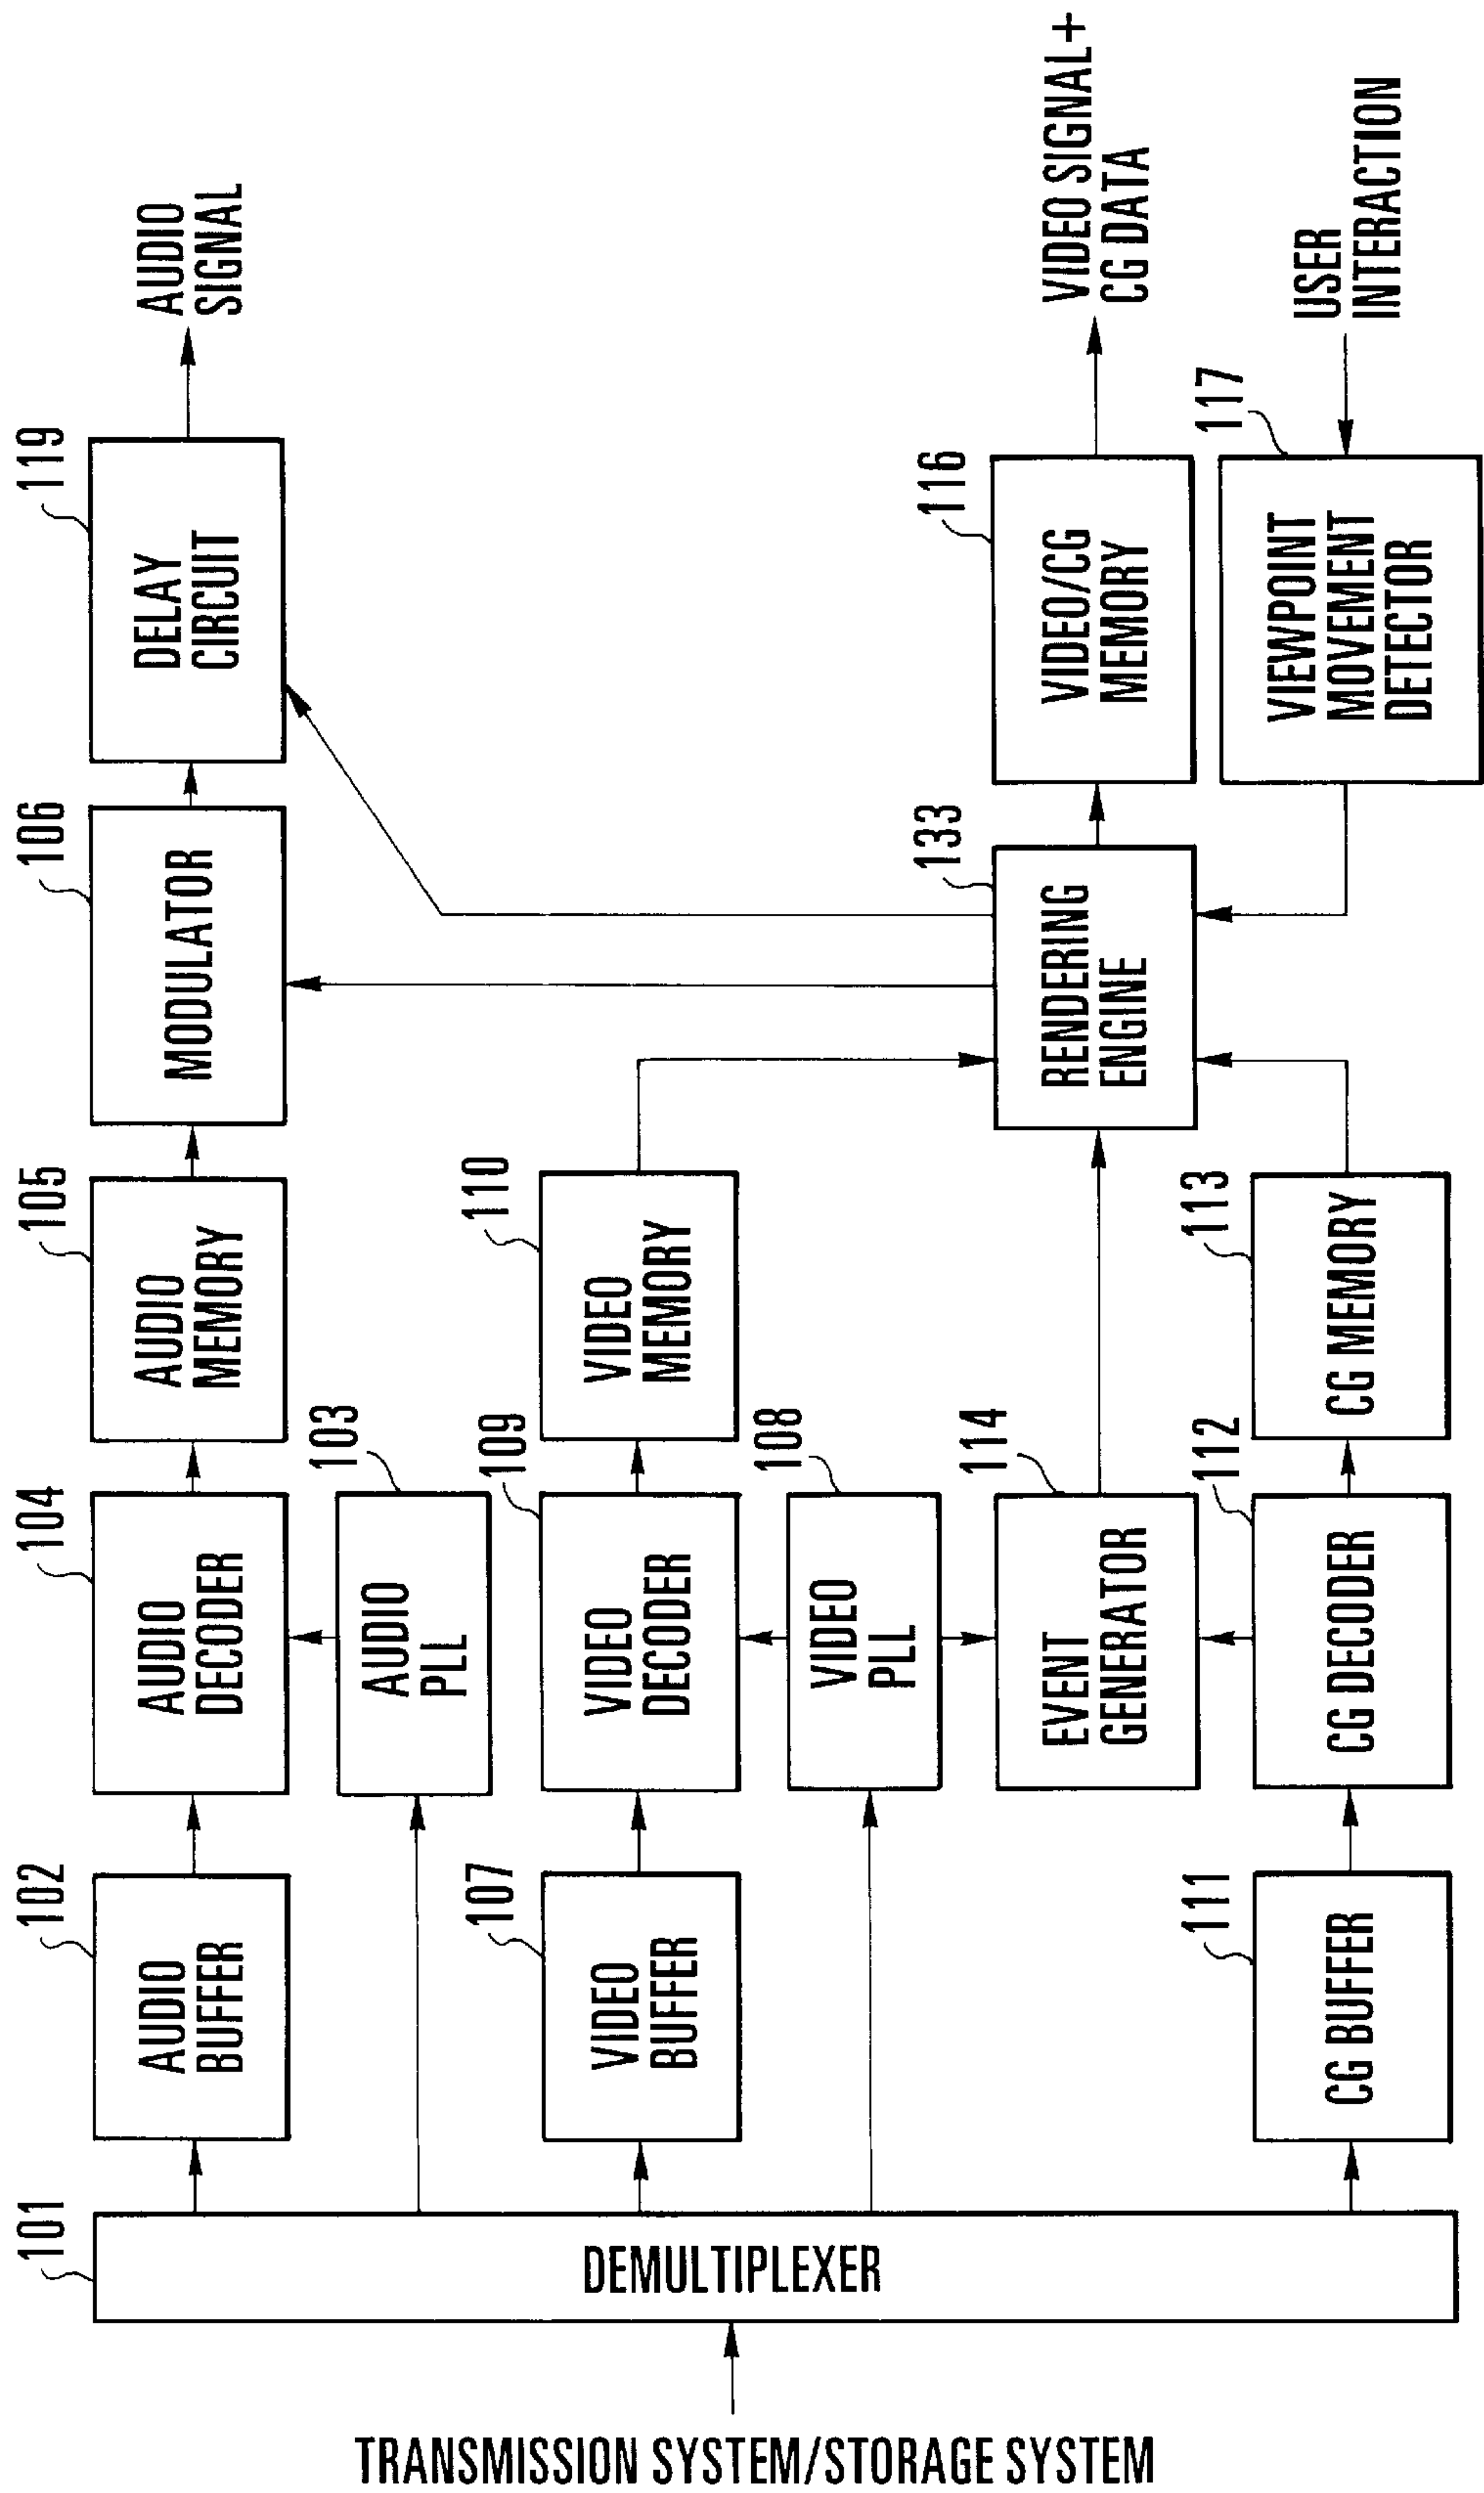 TRANSMISSION SYSTEM/STORAGE SYSTEM
101
DEMULTIPLEXER
102
AUDIO
BUFFER
107
VIDEO
BUFFER
111
CG BUFFER
104
AUDIO
DECODER
103
AUDIO
PLL
109
VIDEO
DECODER
108
VIDEO
PLL
114
EVENT
GENERATOR
112
CG DECODER
105
AUDIO
MEMORY
110
VIDEO
MEMORY
113
CG MEMORY
106
MODULATOR
133
RENDERING
ENGINE
119
DELAY
CIRCUIT
116
VIDEO/CG
MEMORY
117
VIEWPOINT
MOVEMENT
DETECTOR
AUDIO
SIGNAL
VIDEO SIGNAL+
CG DATA
USER
INTERACTION